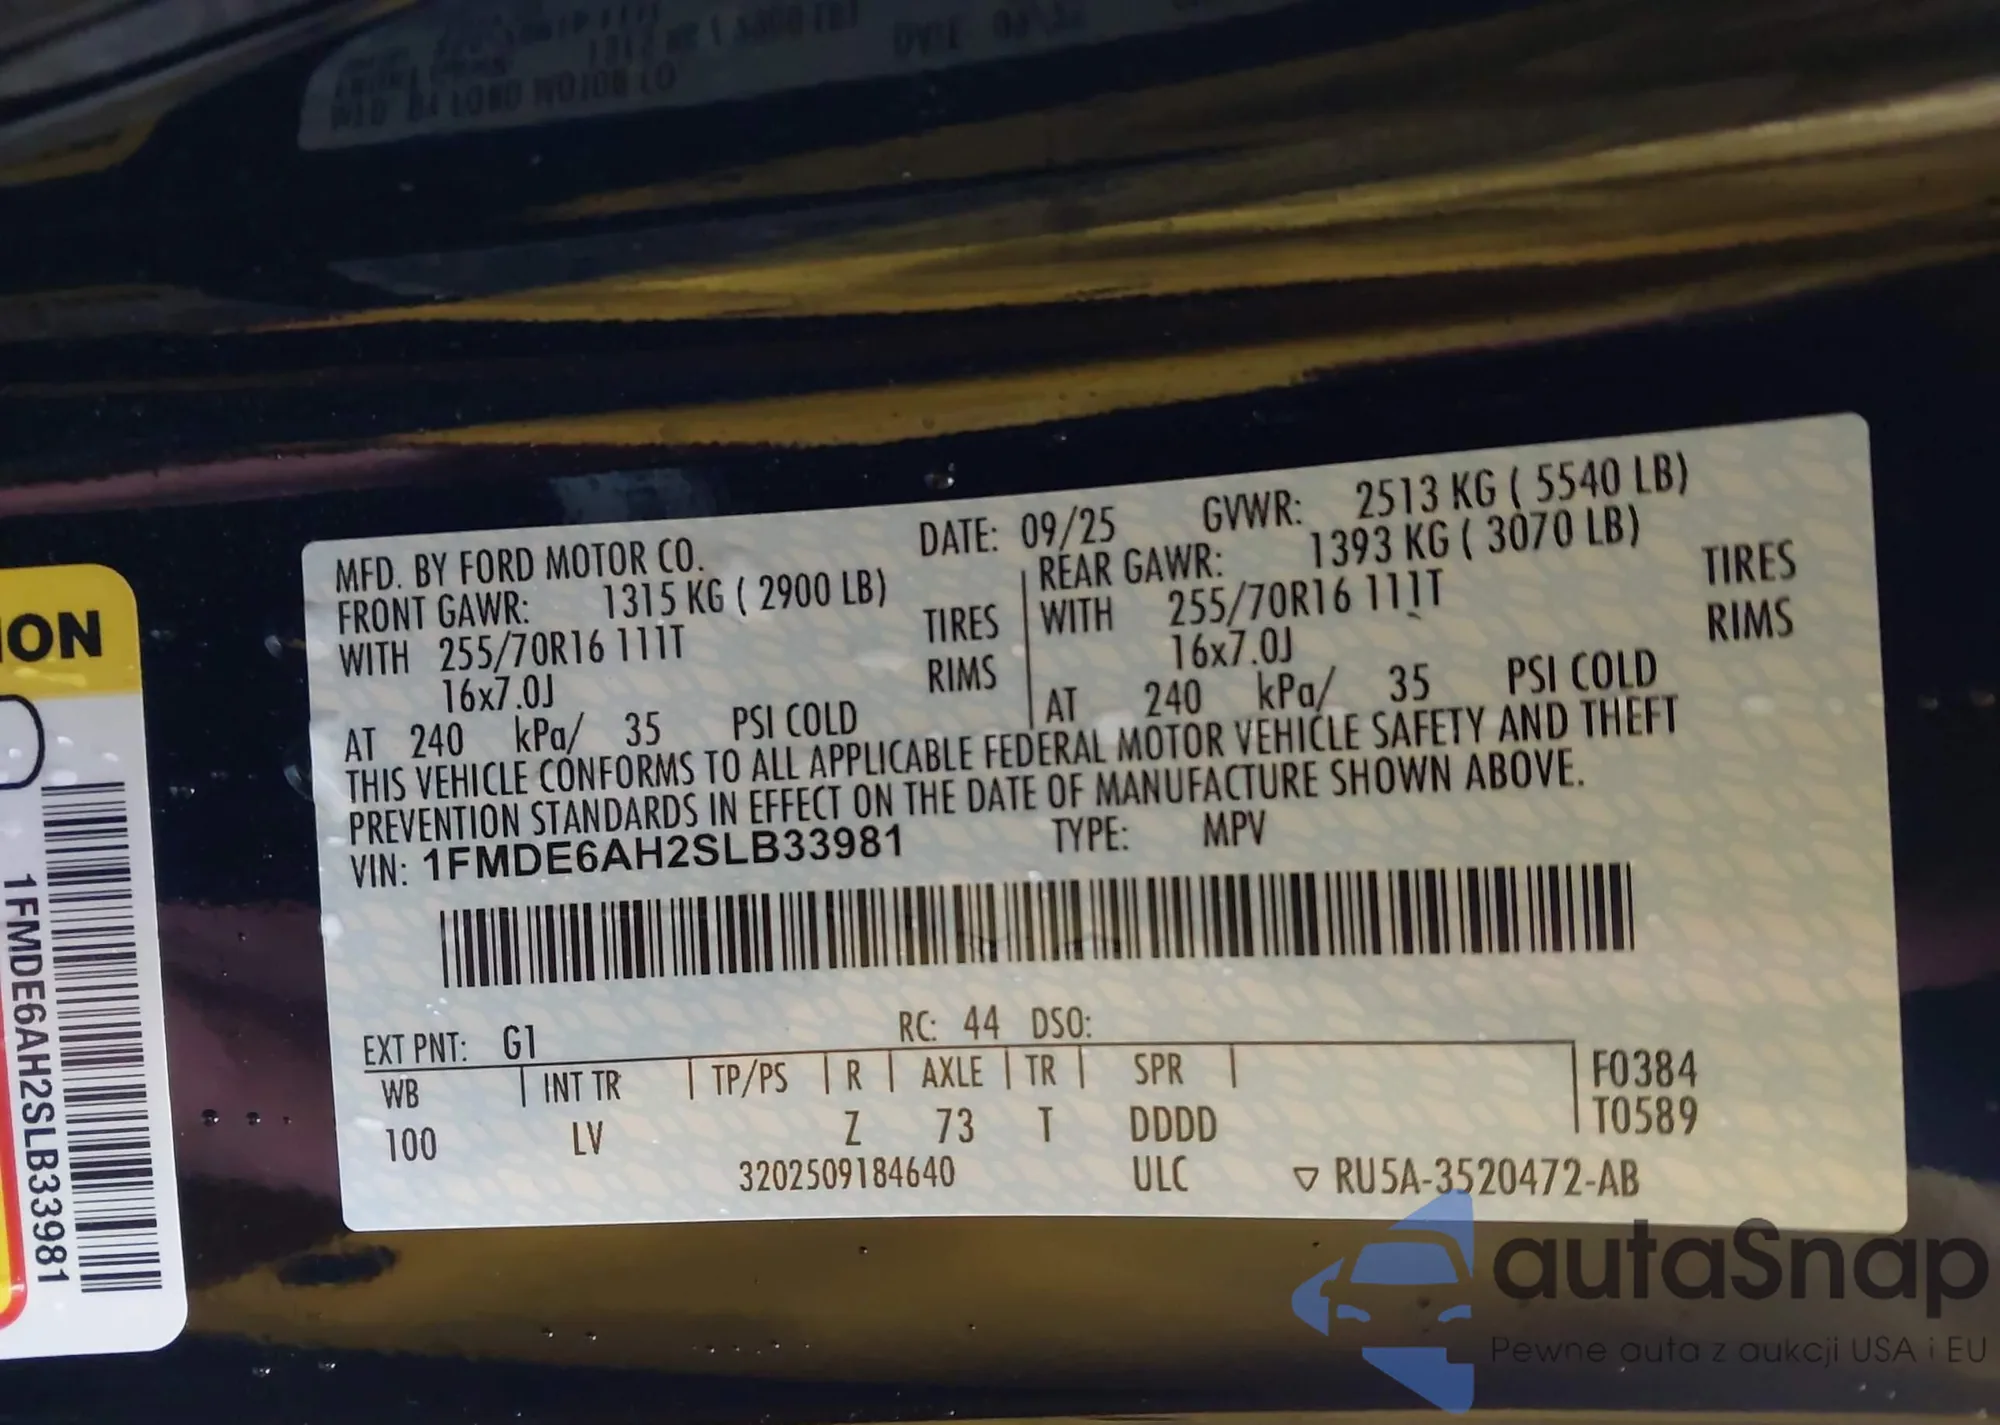 MFD. BY FORD MOTOR CO. DATE: 09/25 GVWR: 2513 KG ( 5540 LB)
FRONT GAWR: 1315 KG ( 2900 LB) REAR GAWR: 1393 KG ( 3070 LB)
WITH 255/70R16 111T TIRES WITH 255/70R16 111T TIRES
16x7.0J RIMS 16x7.0J RIMS
AT 240 kPa/ 35 PSI COLD AT 240 kPa/ 35 PSI COLD
THIS VEHICLE CONFORMS TO ALL APPLICABLE FEDERAL MOTOR VEHICLE SAFETY AND THEFT
PREVENTION STANDARDS IN EFFECT ON THE DATE OF MANUFACTURE SHOWN ABOVE.
VIN: 1FMDE6AH2SLB33981 TYPE: MPV
EXT PNT: G1 RC: 44 DSO:
WB INT TR TP/PS R AXLE TR SPR F0384
100 LV Z 73 T DDDD T0589
3202509184640 ULC ▽ RU5A-3520472-AB
ION
1FMDE6AH2SLB33981
autaSnap
Pewne auta z aukcji USA i EU